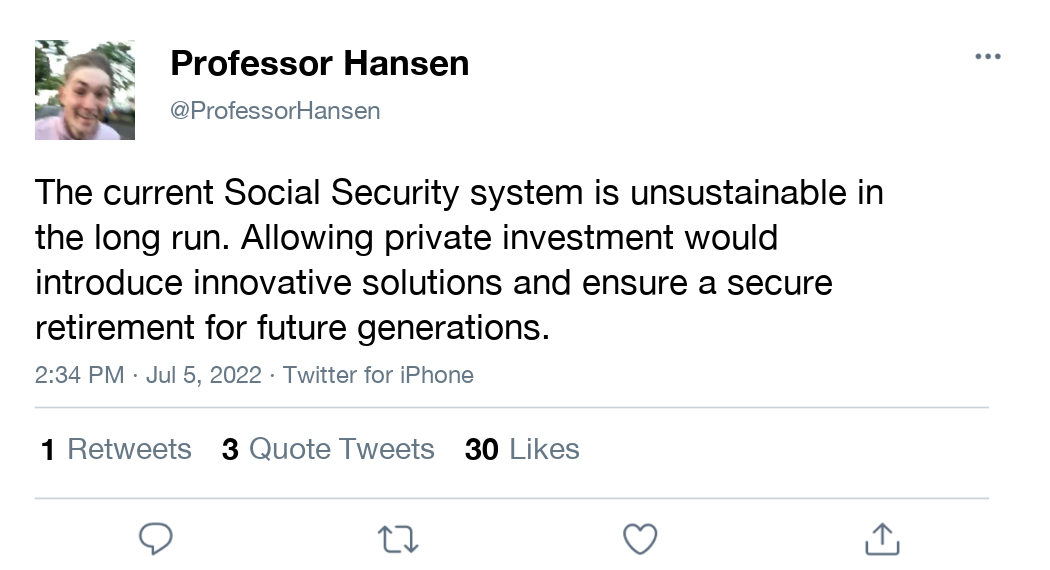 Professor Hansen
@ProfessorHansen
The current Social Security system is unsustainable in
the long run. Allowing private investment would
introduce innovative solutions and ensure a secure
retirement for future generations.
2:34 PM · Jul 5, 2022 · Twitter for iPhone
1 Retweets 3 Quote Tweets 30 Likes